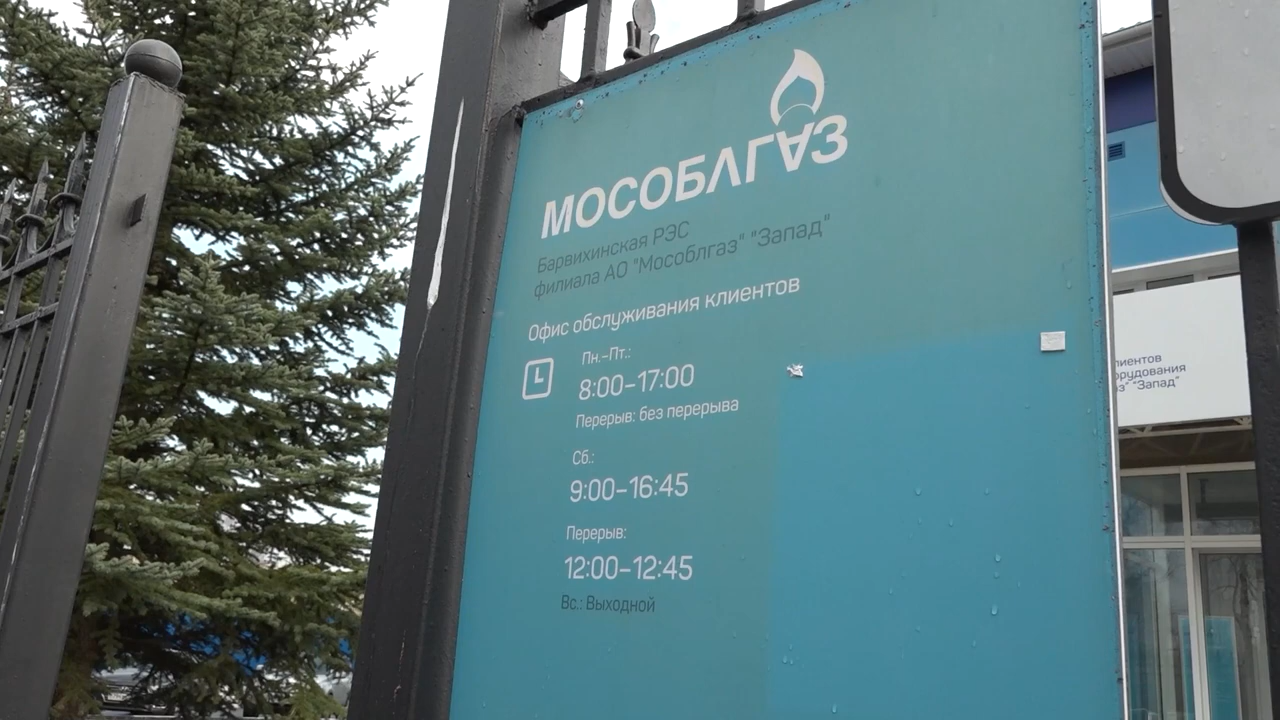 МОСОБЛГАЗ
Барвихинская РЭС
филиала АО "Мособлгаз" "Запад"
Офис обслуживания клиентов
Пн.-Пт.:
8:00-17:00
Перерыв: без перерыва
Сб.:
9:00-16:45
Перерыв:
12:00-12:45
Вс.: Выходной
"Запад"